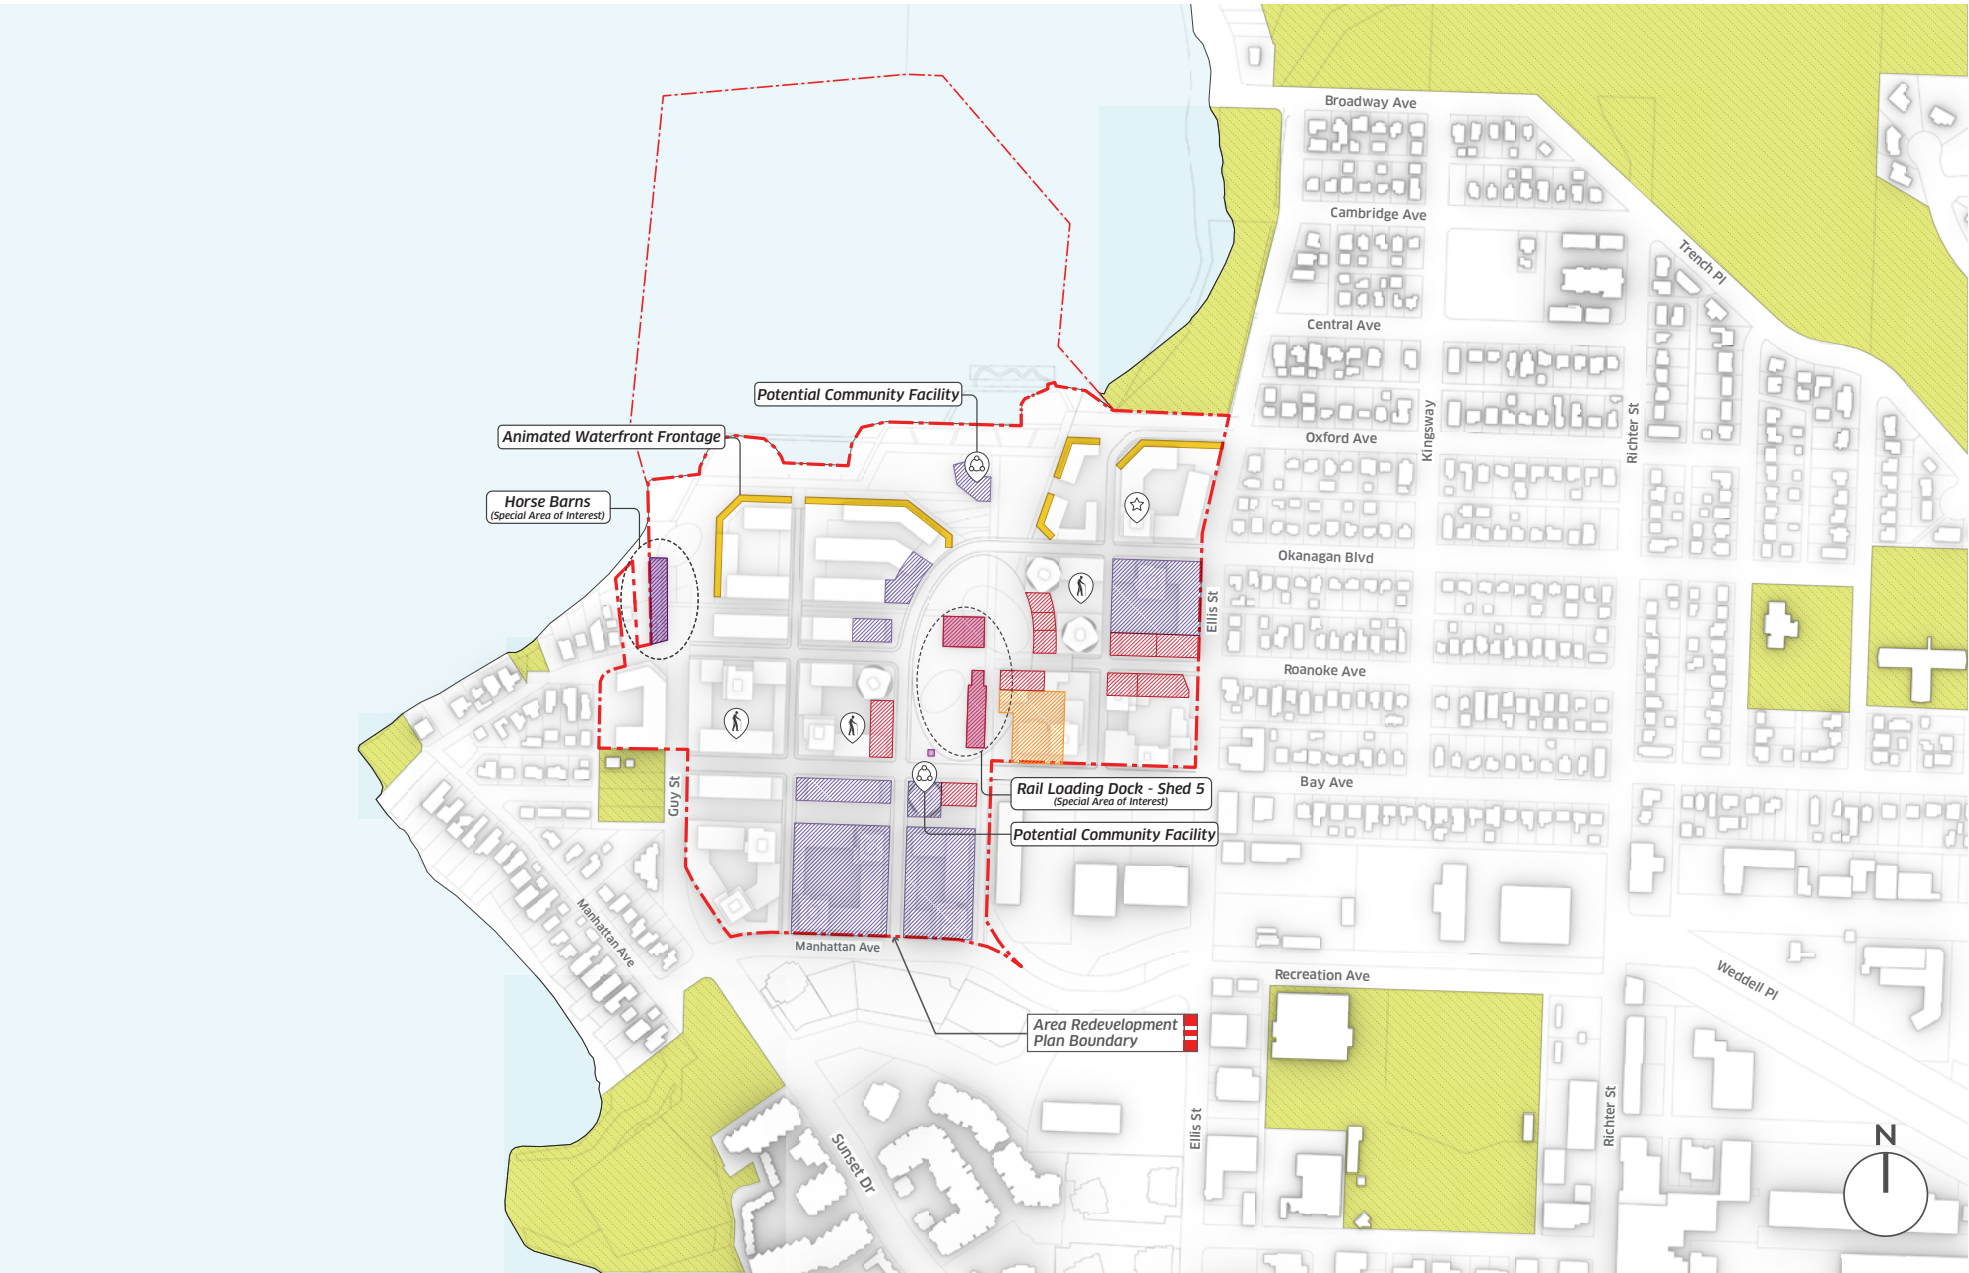 Broadway Ave
Cambridge Ave
Trench Pl
Central Ave
Potential Community Facility
Kingsway
Richter St
Animated Waterfront Frontage
Oxford Ave
Horse Barns
(Special Area of Interest)
Okanagan Blvd
Ellis St
Roanoke Ave
Guy St
Rail Loading Dock - Shed 5
(Special Area of Interest)
Bay Ave
Potential Community Facility
Manhattan Ave
Manhattan Ave
Recreation Ave
Weddell Pl
Area Redevelopment
Plan Boundary
Ellis St
Richter St
Sunset Dr
N